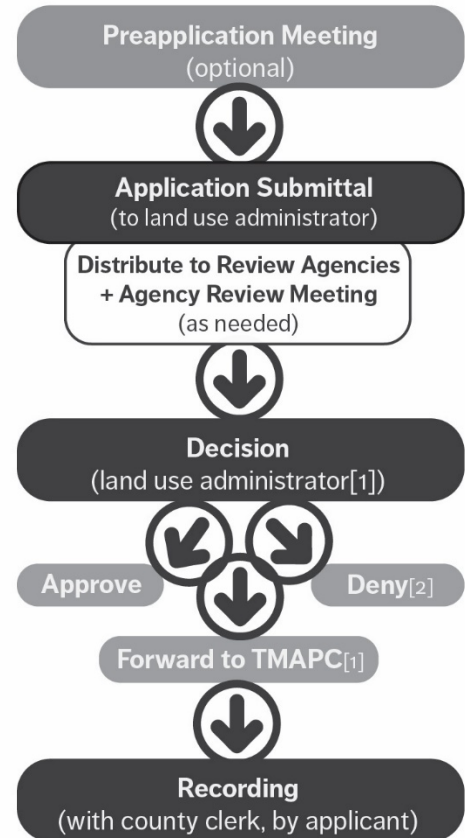 Preapplication Meeting
(optional)
Application Submittal
(to land use administrator)
Distribute to Review Agencies
+ Agency Review Meeting
(as needed)
Decision
(land use administrator[1])
Approve
Deny[2]
Forward to TMAPC[1]
Recording
(with county clerk, by applicant)